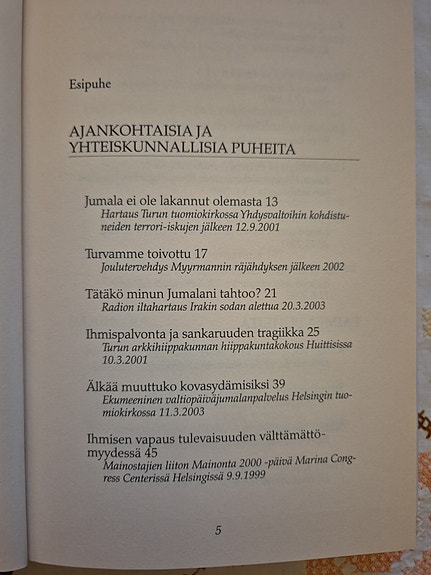 Esipuhe
AJANKOHTAISIA JA
YHTEISKUNNALLISIA PUHEITA
Jumala ei ole lakannut olemasta 13
Hartaus Turun tuomiokirkossa Yhdysvaltoihin kohdistu-
neiden terrori-iskujen jälkeen 12.9.2001
Turvamme toivottu 17
Joulutervehdys Myyrmannin räjähdyksen jälkeen 2002
Tätäkö minun Jumalani tahtoo? 21
Radion iltahartaus Irakin sodan alettua 20.3.2003
Ihmispalvonta ja sankaruuden tragiikka 25
Turun arkkihiippakunnan hiippakuntakokous Huittisissa
10.3.2001
Älkää muuttuko kovasydämisiksi 39
Ekumeeninen valtiopäiväjumalanpalvelus Helsingin tuo-
miokirkossa 11.3.2003
Ihmisen vapaus tulevaisuuden välttämättö-
myydessä 45
Mainostajien liiton Mainonta 2000 -päivä Marina Cong-
ress Centerissä Helsingissä 9.9.1999
5